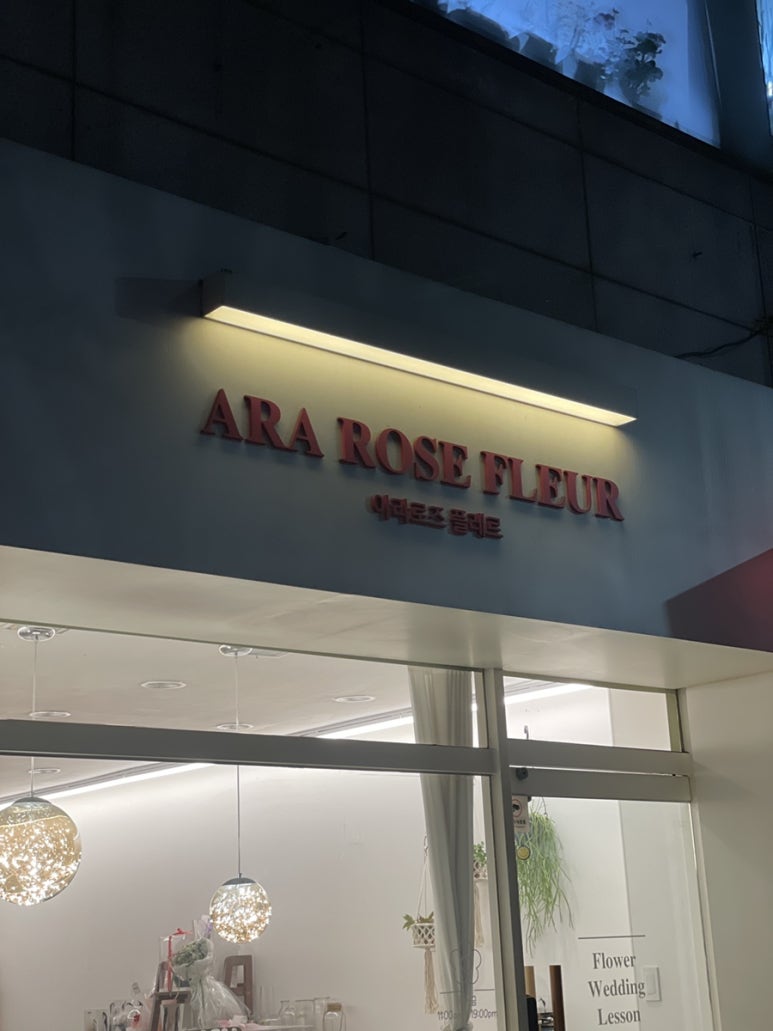 ARA ROSE FLEUR
아라로즈 플레르
Flower
Wedding
Lesson